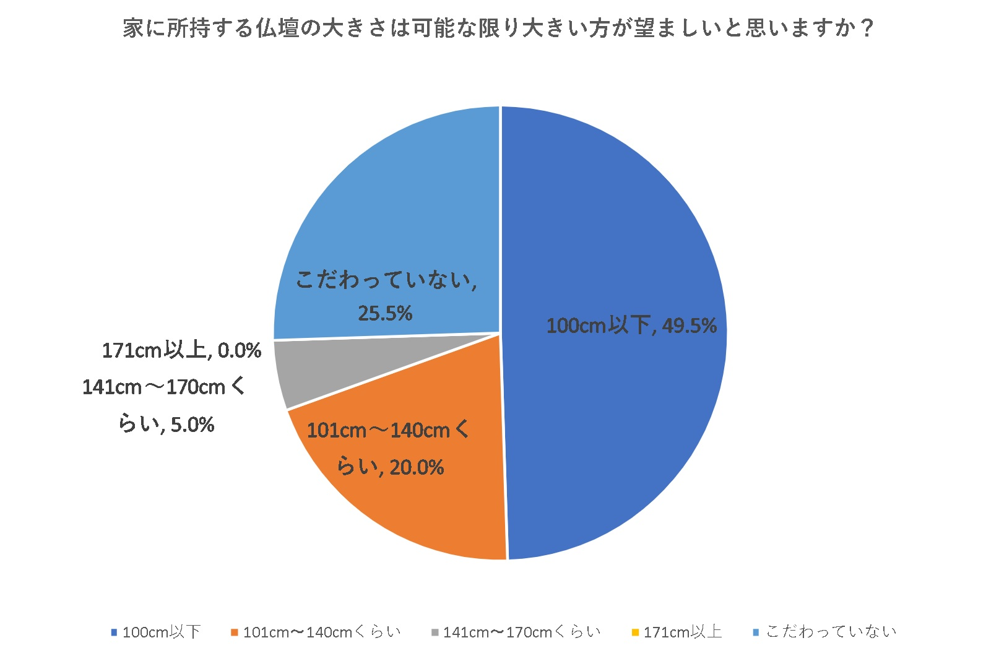 家に所持する仏壇の大きさは可能な限り大きい方が望ましいと思いますか？
こだわっていない,
25.5%
100cm以下, 49.5%
171cm以上, 0.0%
141cm～170cmく
らい, 5.0%
101cm～140cmく
らい, 20.0%
100cm以下 101cm～140cmくらい 141cm～170cmくらい 171cm以上 こだわっていない